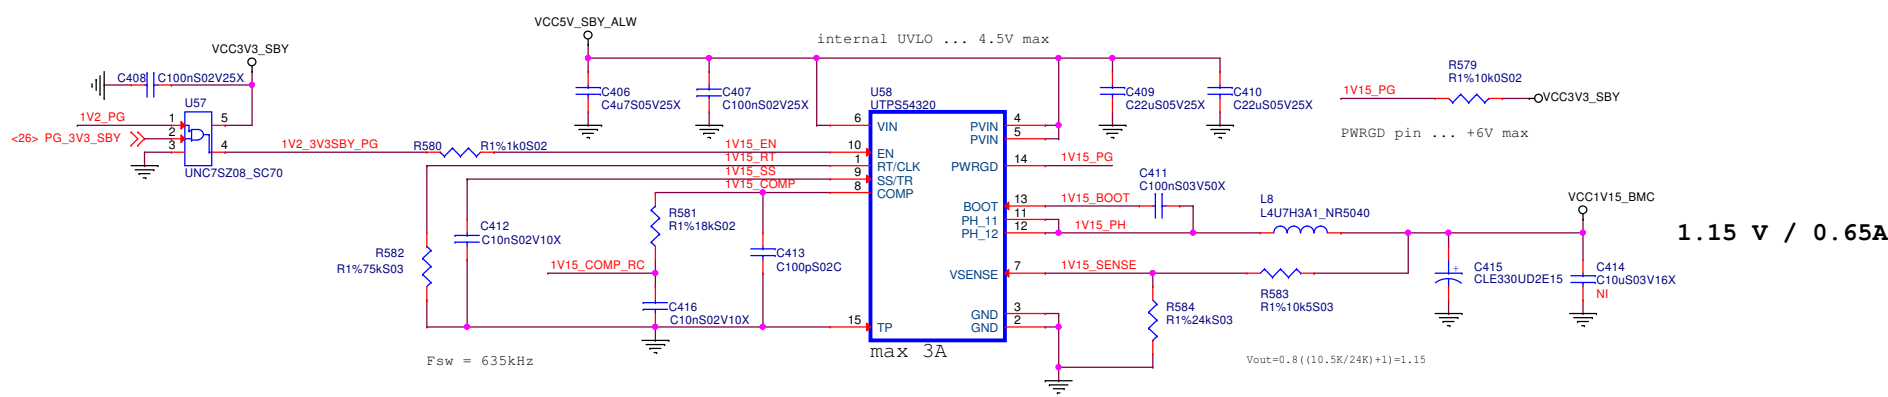 VCC5V_SBY_ALW
internal UVLO ... 4.5V max
VCC3V3_SBY
C408
C100nS02V25X
U57
1V2_PG
1
5
<26> PG_3V3_SBY
2
3
4
UNC7SZ08_SC70
1V2_3V3SBY_PG
R580
R1%1k0S02
C406
C4u7S05V25X
C407
C100nS02V25X
U58
UTPS54320
C409
C22uS05V25X
C410
C22uS05V25X
R579
R1%10k0S02
1V15_PG
VCC3V3_SBY
PWRGD pin ... +6V max
6
VIN
PVIN
4
PVIN
5
1V15_EN
10
EN
1V15_RT
1
RT/CLK
PWRGD
14
1V15_PG
1V15_SS
9
SS/TR
1V15_COMP
8
COMP
C411
C100nS03V50X
BOOT
13
1V15_BOOT
PH_11
11
PH_12
12
1V15_PH
L8
L4U7H3A1_NR5040
VCC1V15_BMC
1.15 V / 0.65A
R581
R1%18kS02
C412
C10nS02V10X
R582
R1%75kS03
C413
C100pS02C
1V15_COMP_RC
VSENSE
7
1V15_SENSE
R583
R1%10k5S03
C415
CLE330UD2E15
C414
C10uS03V16X
NI
C416
C10nS02V10X
R584
R1%24kS03
15
TP
GND
3
GND
2
max 3A
Fsw = 635kHz
Vout=0.8((10.5K/24K)+1)=1.15
+